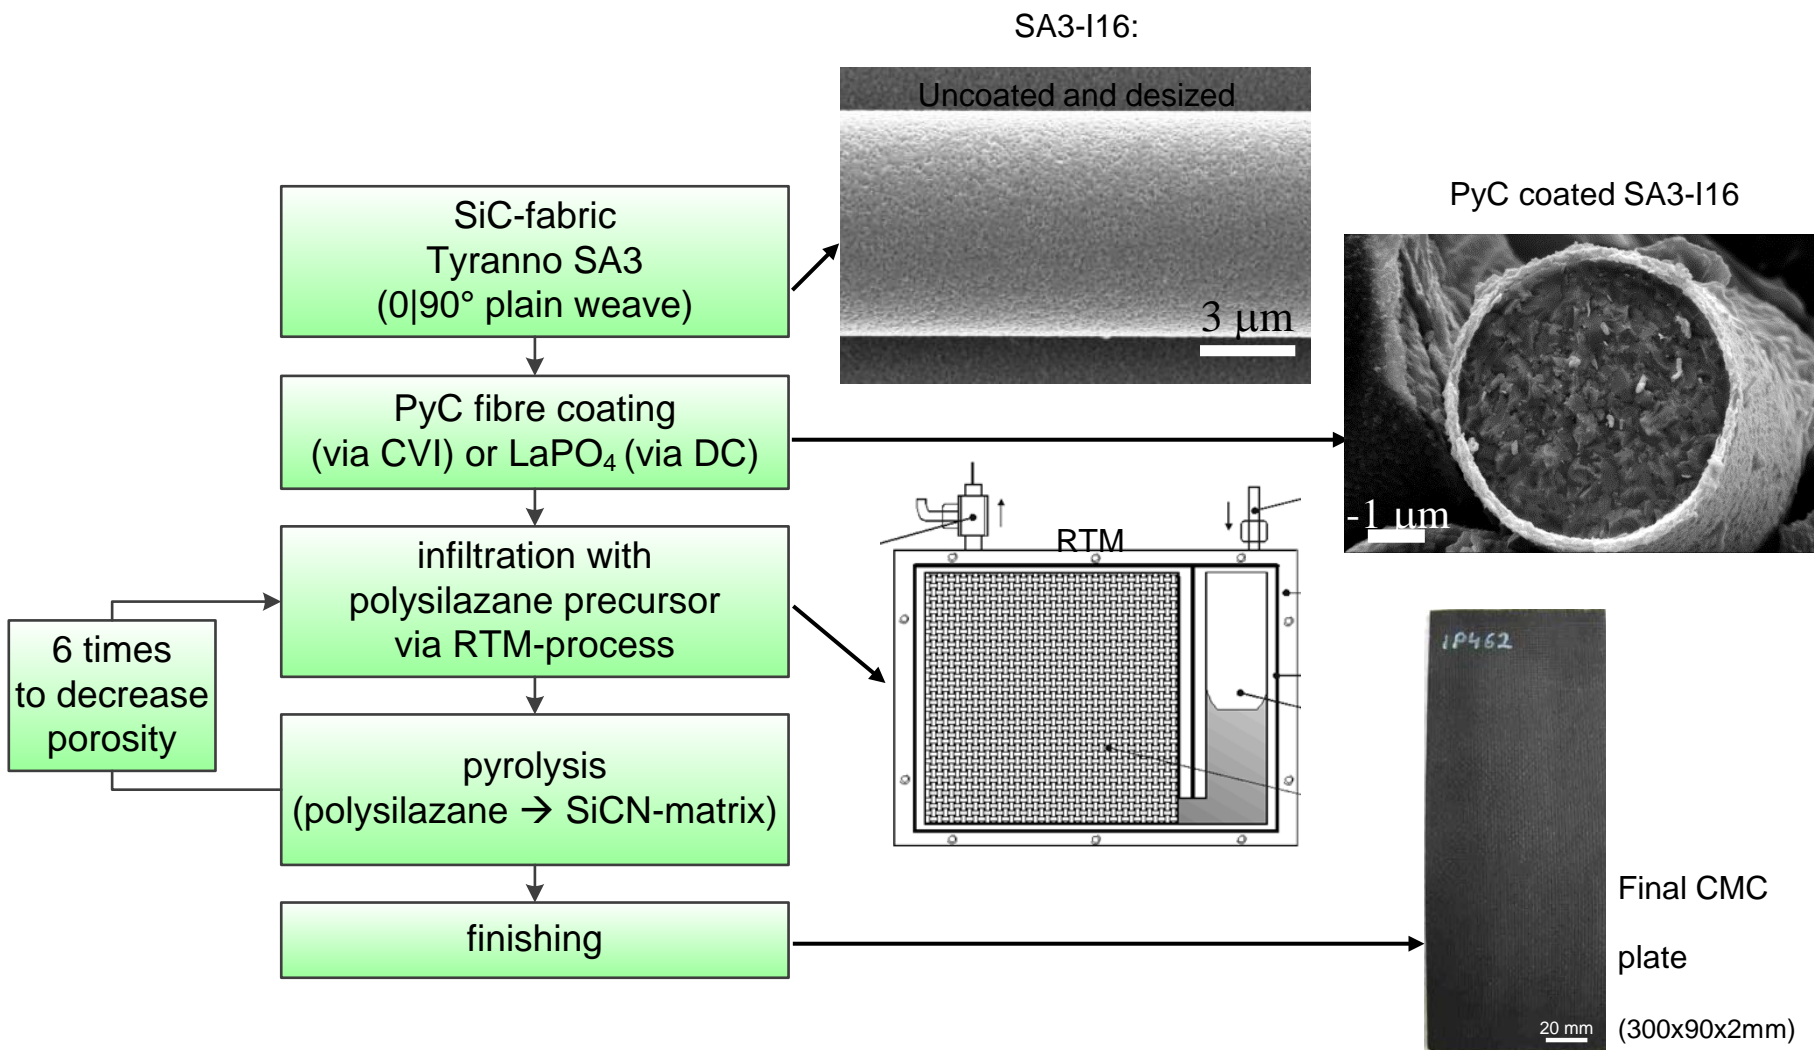 SA3-I16:
Uncoated and desized
3 µm
PyC coated SA3-I16
-1 µm
SiC-fabric
Tyranno SA3
(0|90° plain weave)
PyC fibre coating
(via CVI) or LaPO₄ (via DC)
infiltration with
polysilazane precursor
via RTM-process
6 times
to decrease
porosity
pyrolysis
(polysilazane → SiCN-matrix)
finishing
RTM
1P462
20 mm
Final CMC
plate
(300x90x2mm)